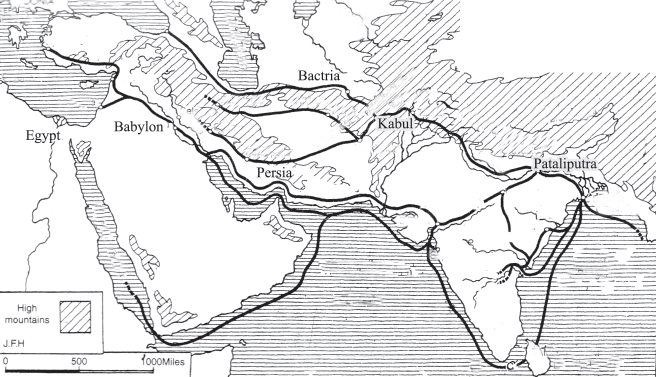 Bactria
Kabul
Egypt
Babylon
Pataliputra
Persia
High
mountains
J.F.H
0 500 1000Miles
C